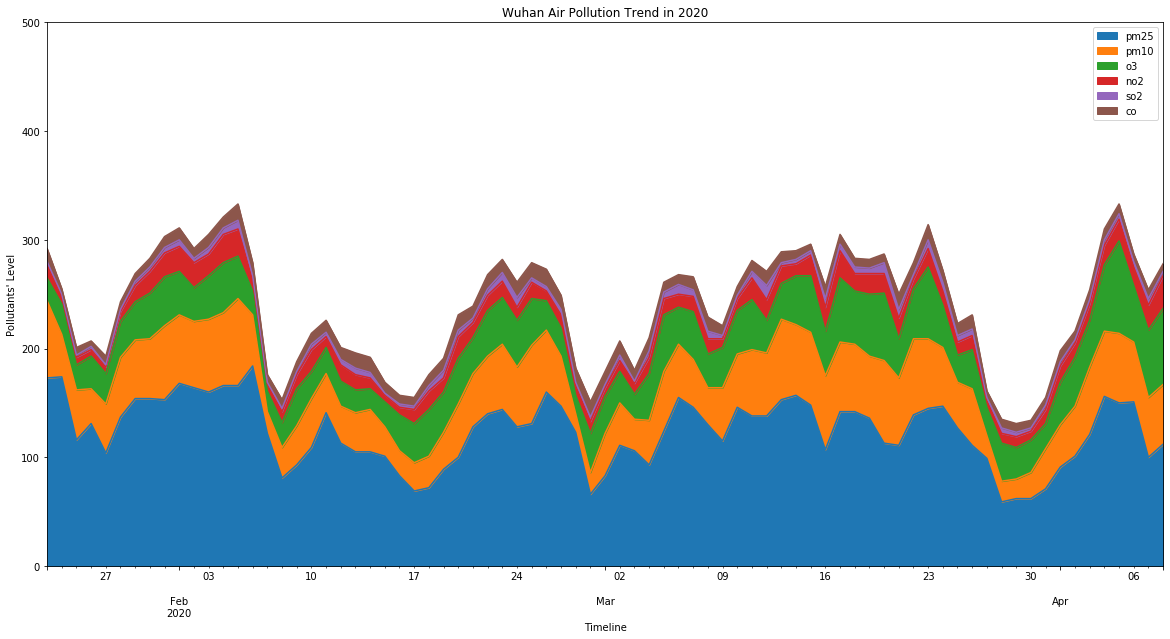 Wuhan Air Pollution Trend in 2020
500
400
300
200
100
0
Pollutants' Level
pm25
pm10
o3
no2
so2
co
27 03 10 17 24 02 09 16 23 30 06
Feb Mar Apr
2020
Timeline